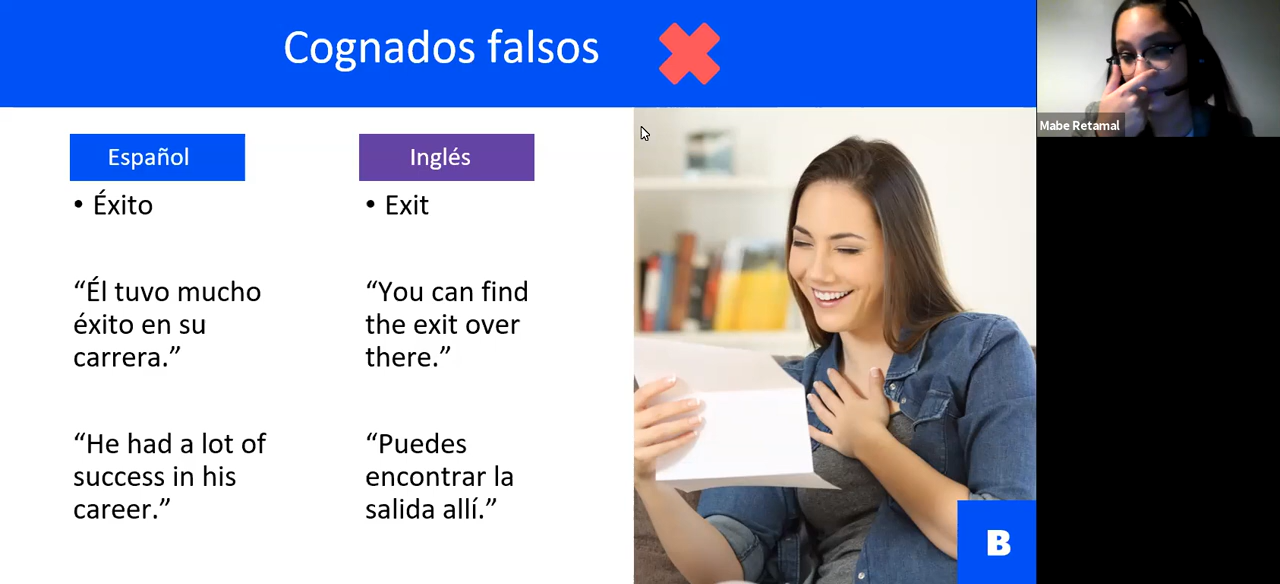 Cognados falsos
Español
• Éxito
“Él tuvo mucho
éxito en su
carrera.”
“He had a lot of
success in his
career.”
Inglés
• Exit
“You can find
the exit over
there.”
“Puedes
encontrar la
salida allí.”
B
Mabe Retamal